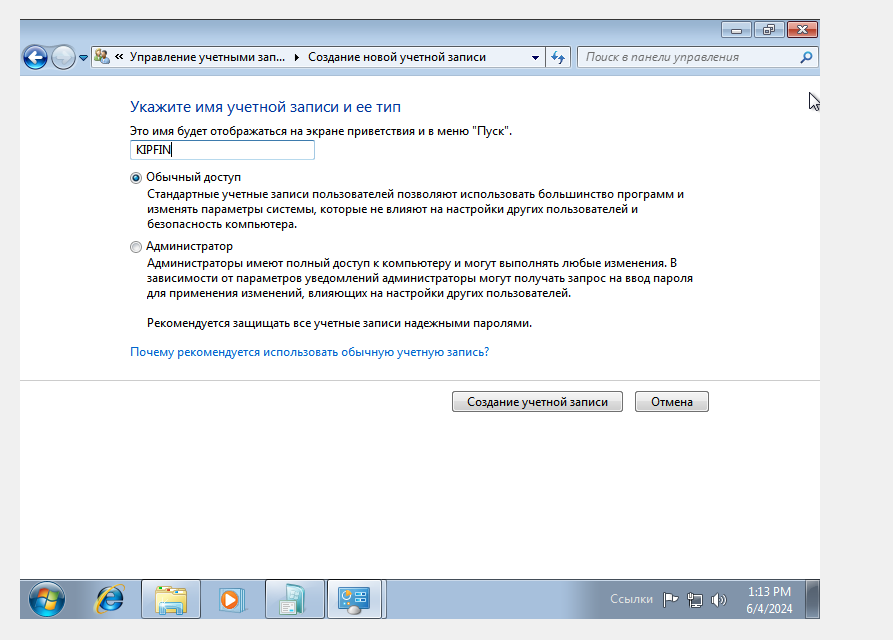 « Управление учетными зап... Создание новой учетной записи
Поиск в панели управления
Укажите имя учетной записи и ее тип
Это имя будет отображаться на экране приветствия и в меню "Пуск".
KIPFIN
Обычный доступ
Стандартные учетные записи пользователей позволяют использовать большинство программ и
изменять параметры системы, которые не влияют на настройки других пользователей и
безопасность компьютера.
Администратор
Администраторы имеют полный доступ к компьютеру и могут выполнять любые изменения. В
зависимости от параметров уведомлений администраторы могут получать запрос на ввод пароля
для применения изменений, влияющих на настройки других пользователей.
Рекомендуется защищать все учетные записи надежными паролями.
Почему рекомендуется использовать обычную учетную запись?
Создание учетной записи
Отмена
Ссылки
1:13 PM
6/4/2024